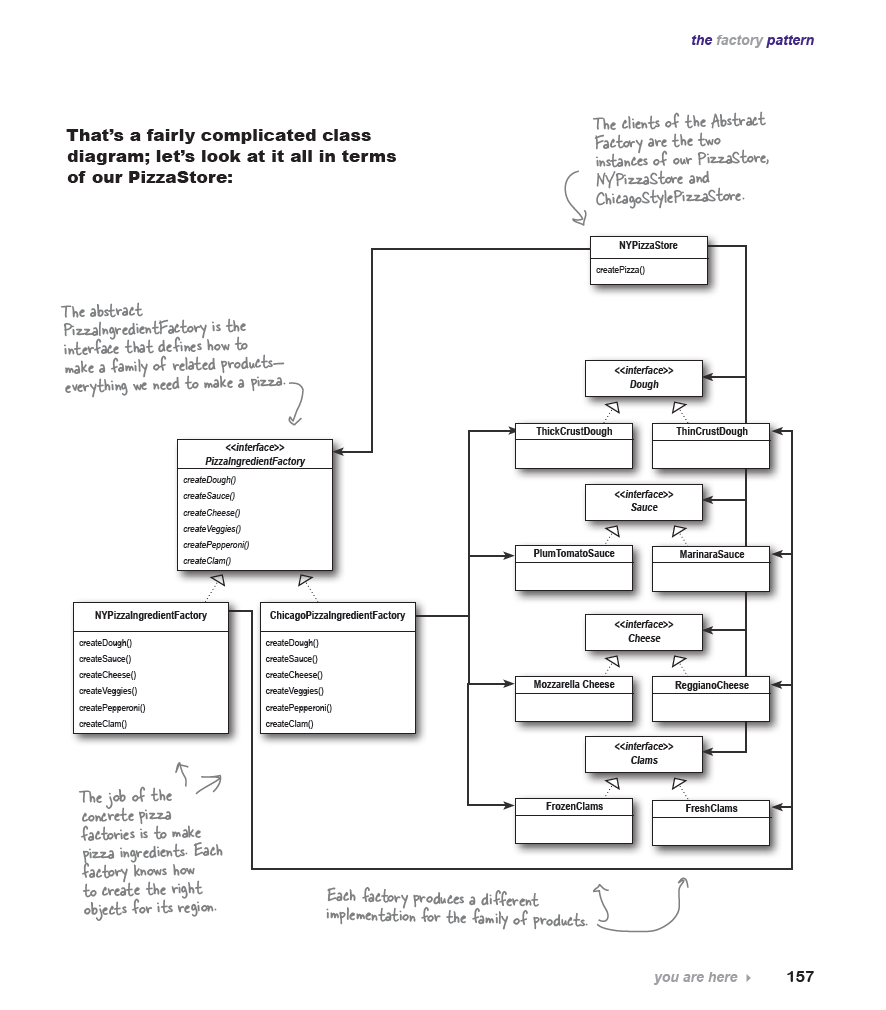 the factory pattern
That's a fairly complicated class
diagram; let's look at it all in terms
of our PizzaStore:
The clients of the Abstract
Factory are the two
instances of our PizzaStore,
NYPizzaStore and
ChicagoStylePizzaStore.
NYPizzaStore
createPizza()
The abstract
PizzaIngredientFactory is the
interface that defines how to
make a family of related products—
everything we need to make a pizza.
<<interface>>
PizzaIngredientFactory
createDough()
createSauce()
createCheese()
createVeggies()
createPepperoni()
createClam()
NYPizzaIngredientFactory
createDough()
createSauce()
createCheese()
createVeggies()
createPepperoni()
createClam()
ChicagoPizzaIngredientFactory
createDough()
createSauce()
createCheese()
createVeggies()
createPepperoni()
createClam()
<<interface>>
Dough
ThickCrustDough
ThinCrustDough
<<interface>>
Sauce
PlumTomatoSauce
MarinaraSauce
<<interface>>
Cheese
Mozzarella Cheese
ReggianoCheese
<<interface>>
Clams
FrozenClams
FreshClams
The job of the
concrete pizza
factories is to make
pizza ingredients. Each
factory knows how
to create the right
objects for its region.
Each factory produces a different
implementation for the family of products.
you are here
157